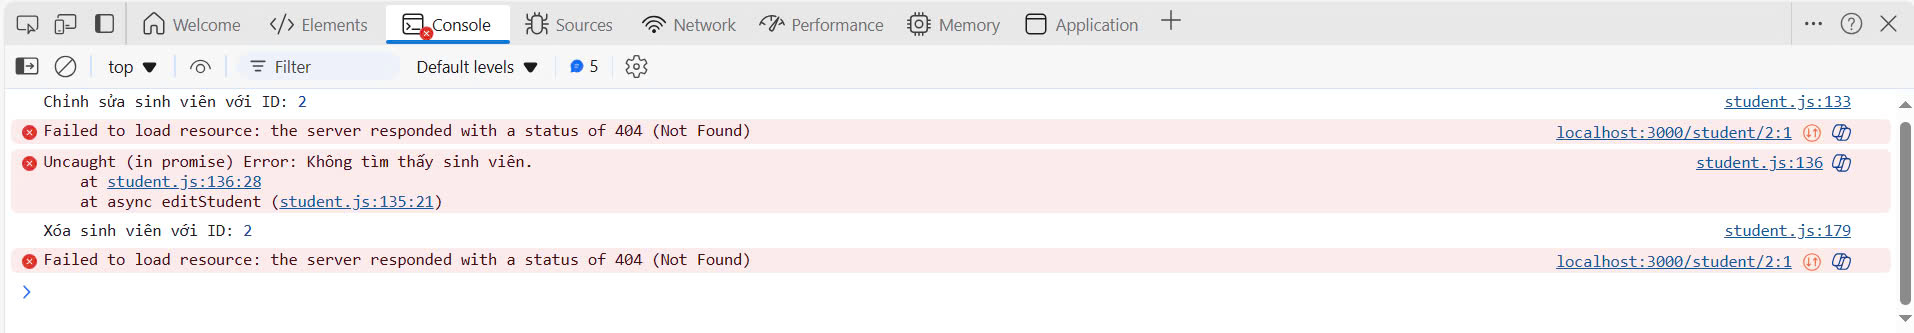 Welcome Elements Console Sources Network Performance Memory Application
top Filter Default levels 5
Chỉnh sửa sinh viên với ID: 2 student.js:133
Failed to load resource: the server responded with a status of 404 (Not Found) localhost:3000/student/2:1
Uncaught (in promise) Error: Không tìm thấy sinh viên. student.js:136
at student.js:136:28
at async editStudent (student.js:135:21)
Xóa sinh viên với ID: 2 student.js:179
Failed to load resource: the server responded with a status of 404 (Not Found) localhost:3000/student/2:1